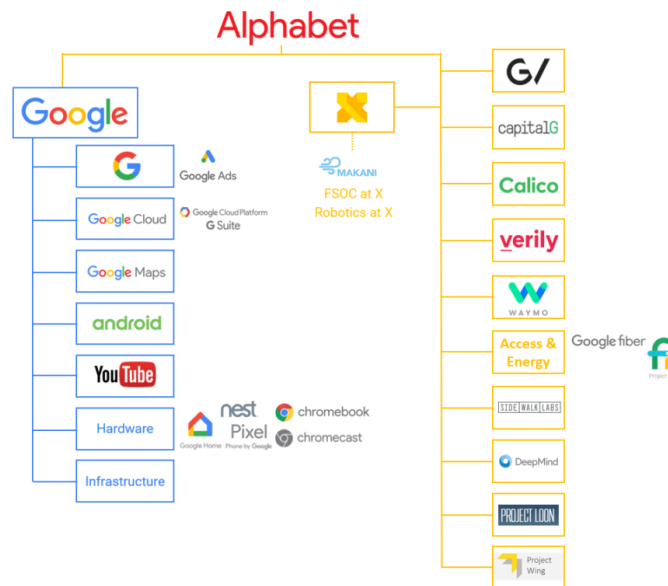 Alphabet
Google
G
Google Ads
Google Cloud
Google Cloud Platform
G Suite
Google Maps
android
YouTube
Hardware
Google Home
nest
Pixel
Phone by Google
chromebook
chromecast
Infrastructure
X
MAKANI
FSOC at X
Robotics at X
G/
capitalG
Calico
verily
WAYMO
Access &
Energy
Google fiber
fi
Project
SIDEWALK LABS
DeepMind
PROJECT LOON
Project
Wing